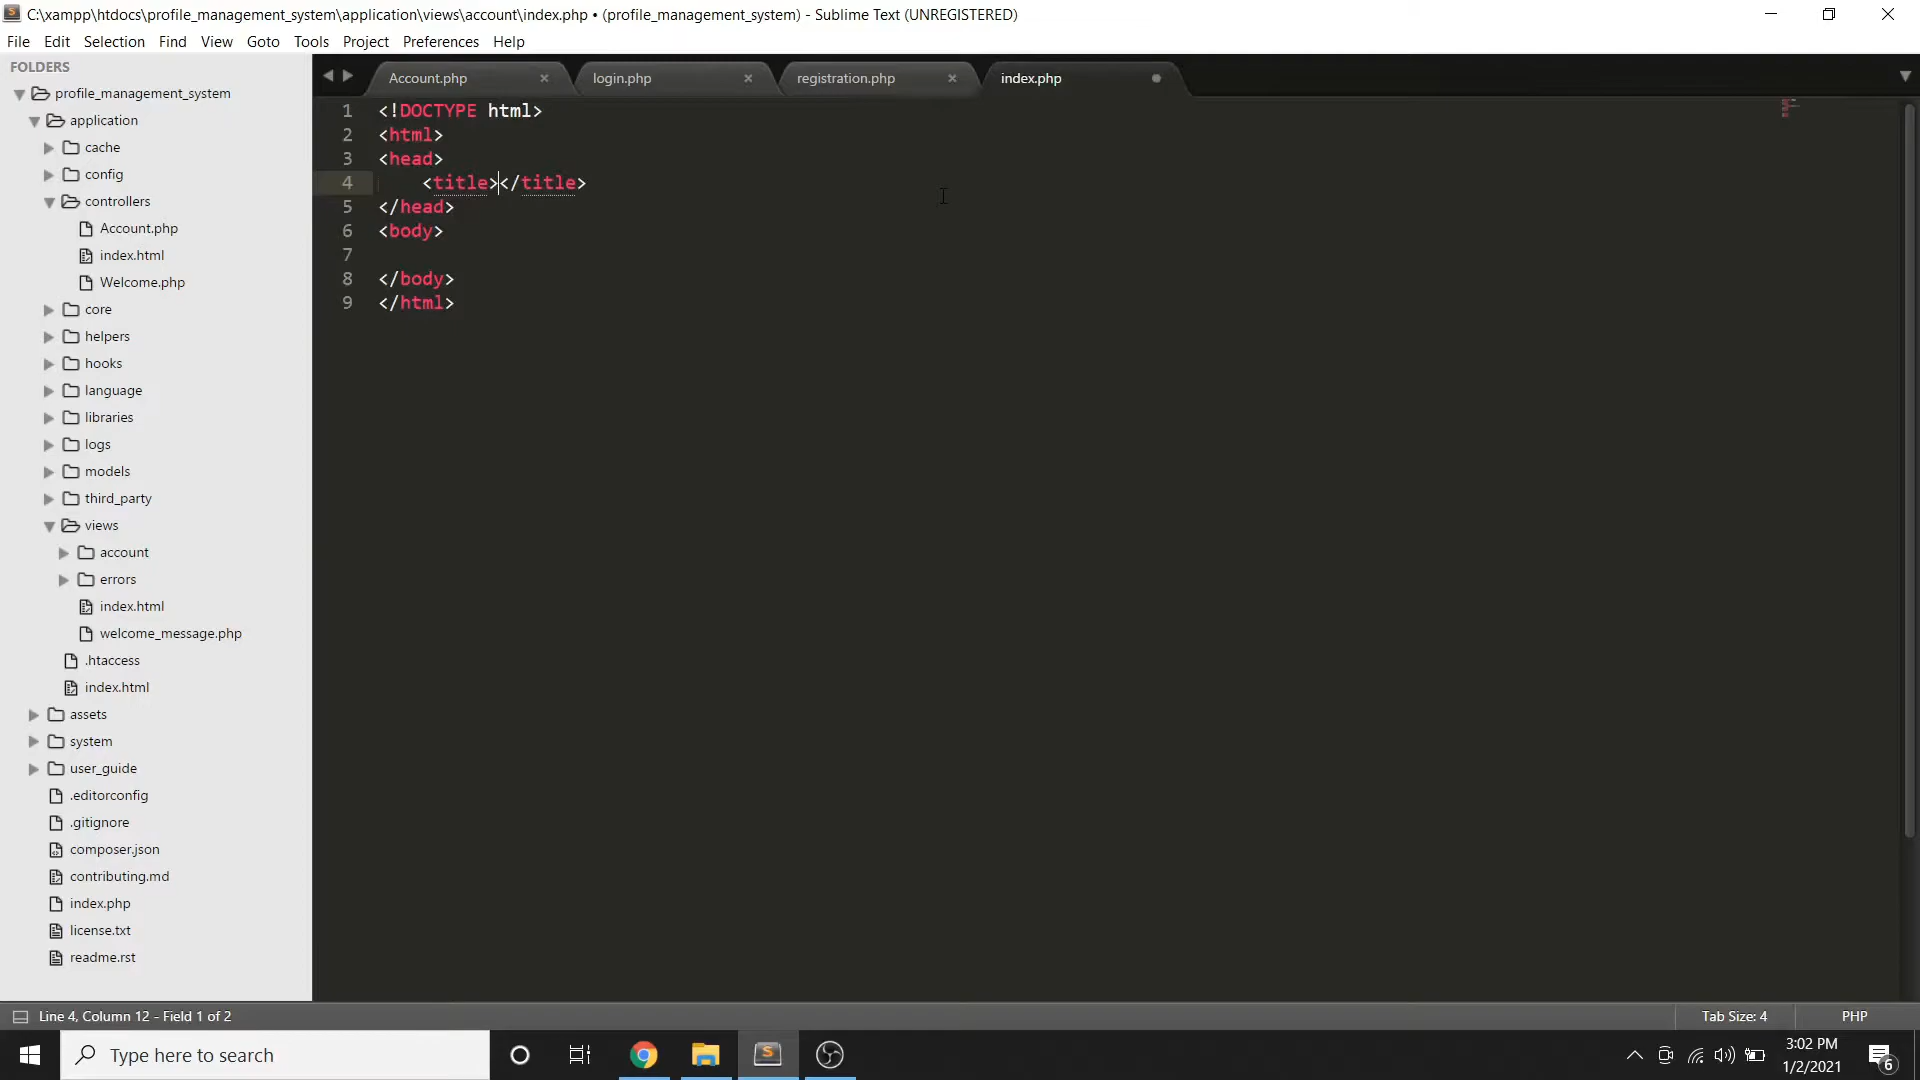 C:\xampp\htdocs\profile_management_system\application\views\account\index.php • (profile_management_system) - Sublime Text (UNREGISTERED)
File Edit Selection Find View Goto Tools Project Preferences Help
FOLDERS
profile_management_system
application
cache
config
controllers
Account.php
index.html
Welcome.php
core
helpers
hooks
language
libraries
logs
models
third_party
views
account
errors
index.html
welcome_message.php
.htaccess
index.html
assets
system
user_guide
.editorconfig
.gitignore
composer.json
contributing.md
index.php
license.txt
readme.rst
Account.php login.php registration.php index.php
1 <!DOCTYPE html>
2 <html>
3 <head>
4 <title></title>
5 </head>
6 <body>
7
8 </body>
9 </html>
Line 4, Column 12 - Field 1 of 2 Tab Size: 4 PHP
Type here to search
3:02 PM
1/2/2021
6